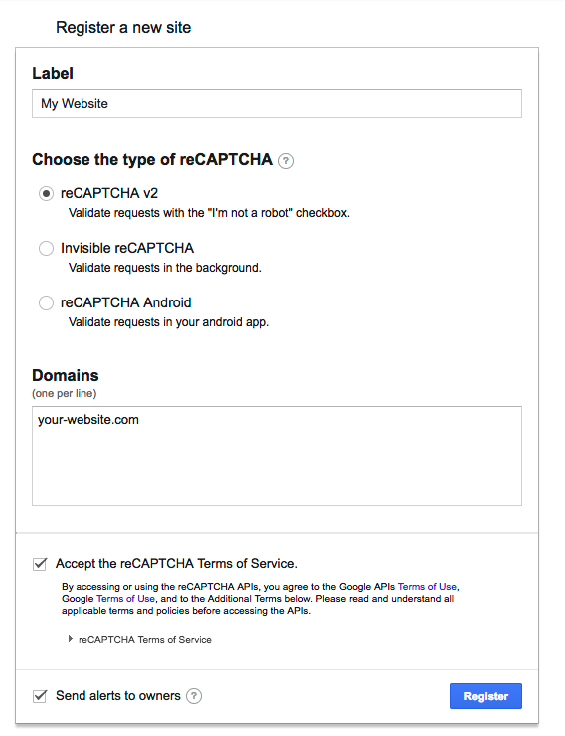 Register a new site
Label
My Website
Choose the type of reCAPTCHA ?
reCAPTCHA v2
Validate requests with the "I'm not a robot" checkbox.
Invisible reCAPTCHA
Validate requests in the background.
reCAPTCHA Android
Validate requests in your android app.
Domains
(one per line)
your-website.com
Accept the reCAPTCHA Terms of Service.
By accessing or using the reCAPTCHA APIs, you agree to the Google APIs Terms of Use,
Google Terms of Use, and to the Additional Terms below. Please read and understand all
applicable terms and policies before accessing the APIs.
reCAPTCHA Terms of Service
Send alerts to owners ?
Register